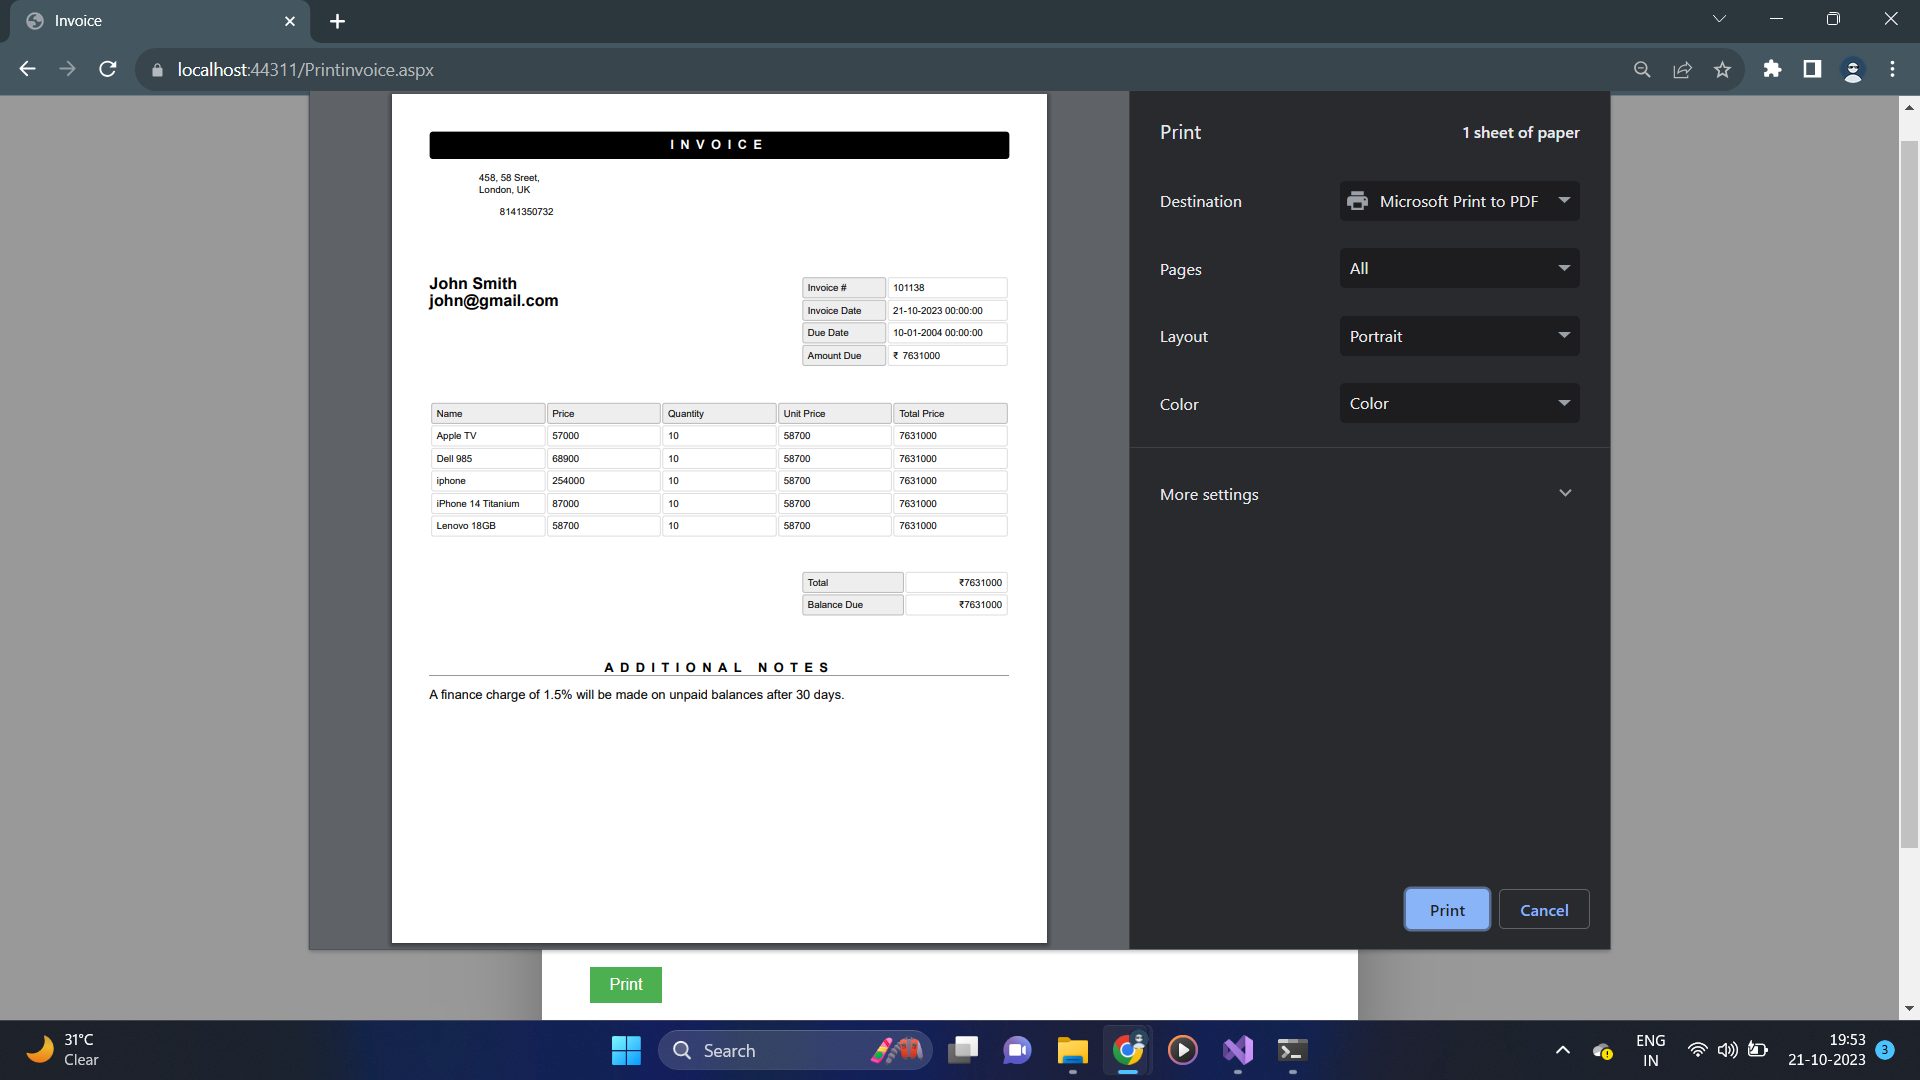 Invoice
localhost:44311/Printinvoice.aspx
INVOICE
458, 58 Sreet,
London, UK
8141350732
John Smith
john@gmail.com
Invoice # 101138
Invoice Date 21-10-2023 00:00:00
Due Date 10-01-2004 00:00:00
Amount Due ₹ 7631000
Name Price Quantity Unit Price Total Price
Apple TV 57000 10 58700 7631000
Dell 985 68900 10 58700 7631000
iphone 254000 10 58700 7631000
iPhone 14 Titanium 87000 10 58700 7631000
Lenovo 18GB 58700 10 58700 7631000
Total ₹7631000
Balance Due ₹7631000
ADDITIONAL NOTES
A finance charge of 1.5% will be made on unpaid balances after 30 days.
Print 1 sheet of paper
Destination Microsoft Print to PDF
Pages All
Layout Portrait
Color Color
More settings
Print Cancel
Print
31°C
Clear
Search
ENG
IN
19:53
21-10-2023
3